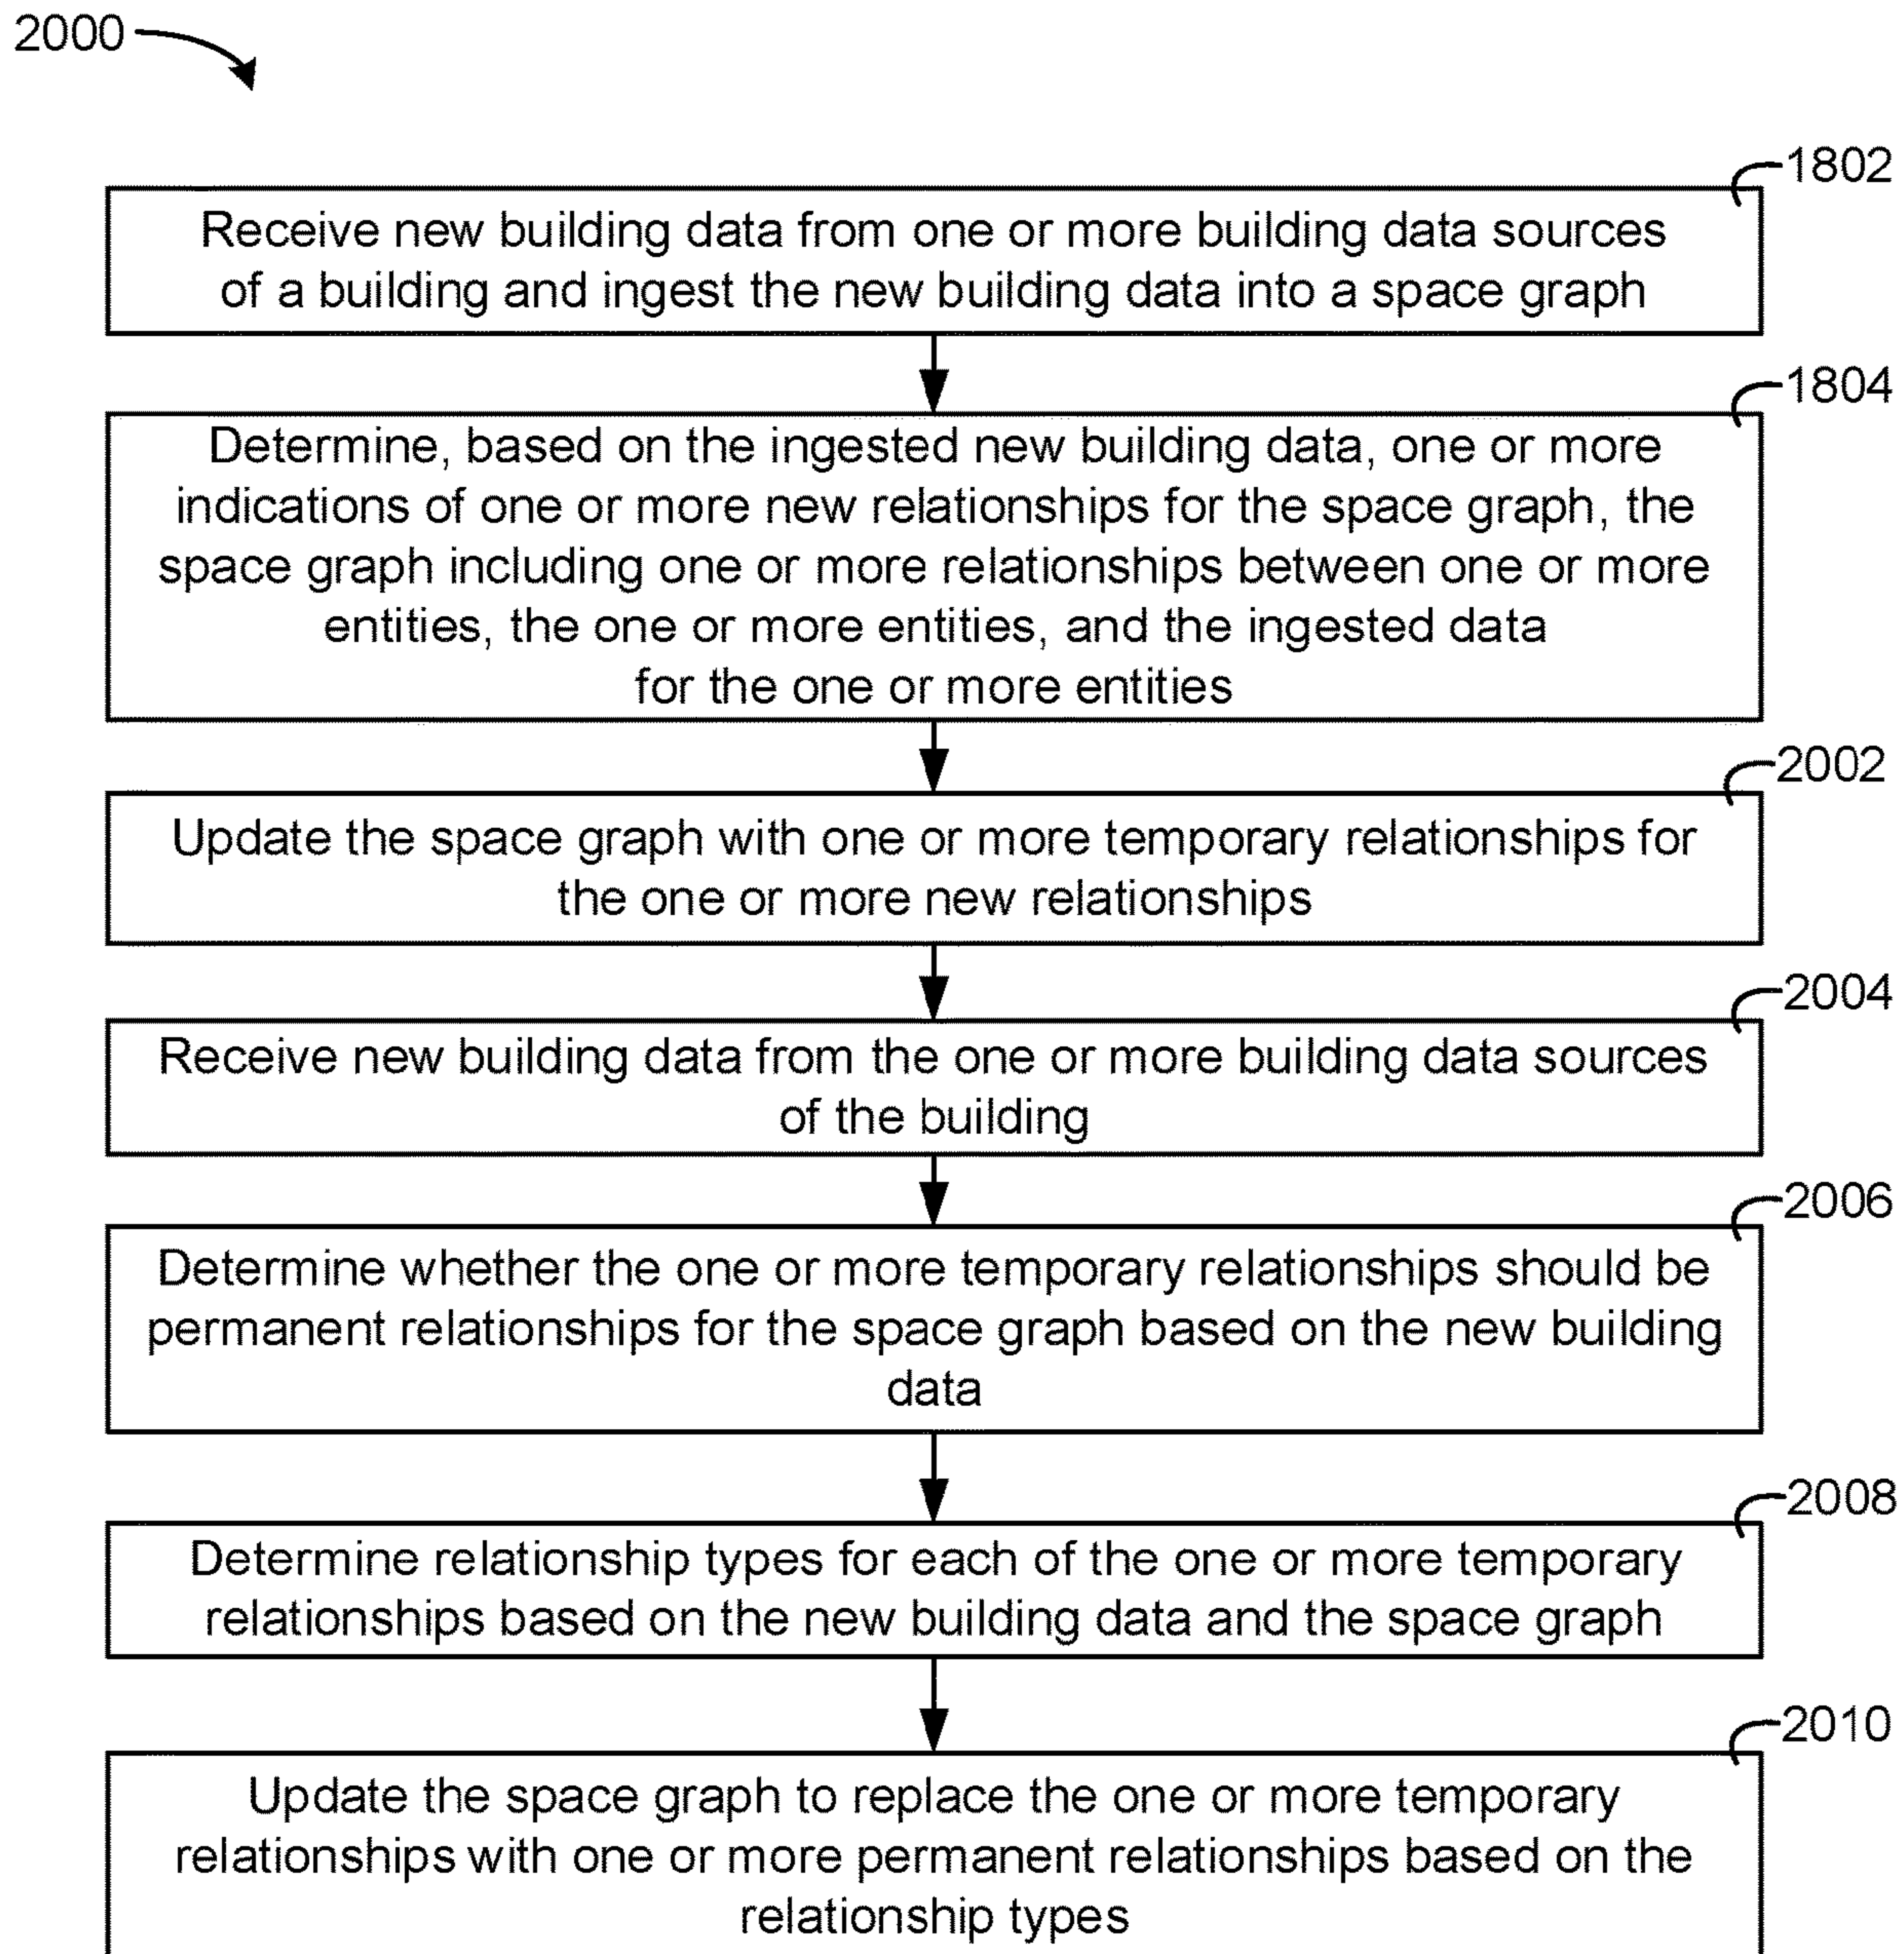 2000
1802
Receive new building data from one or more building data sources
of a building and ingest the new building data into a space graph
1804
Determine, based on the ingested new building data, one or more
indications of one or more new relationships for the space graph, the
space graph including one or more relationships between one or more
entities, the one or more entities, and the ingested data
for the one or more entities
2002
Update the space graph with one or more temporary relationships for
the one or more new relationships
2004
Receive new building data from the one or more building data sources
of the building
2006
Determine whether the one or more temporary relationships should be
permanent relationships for the space graph based on the new building
data
2008
Determine relationship types for each of the one or more temporary
relationships based on the new building data and the space graph
2010
Update the space graph to replace the one or more temporary
relationships with one or more permanent relationships based on the
relationship types